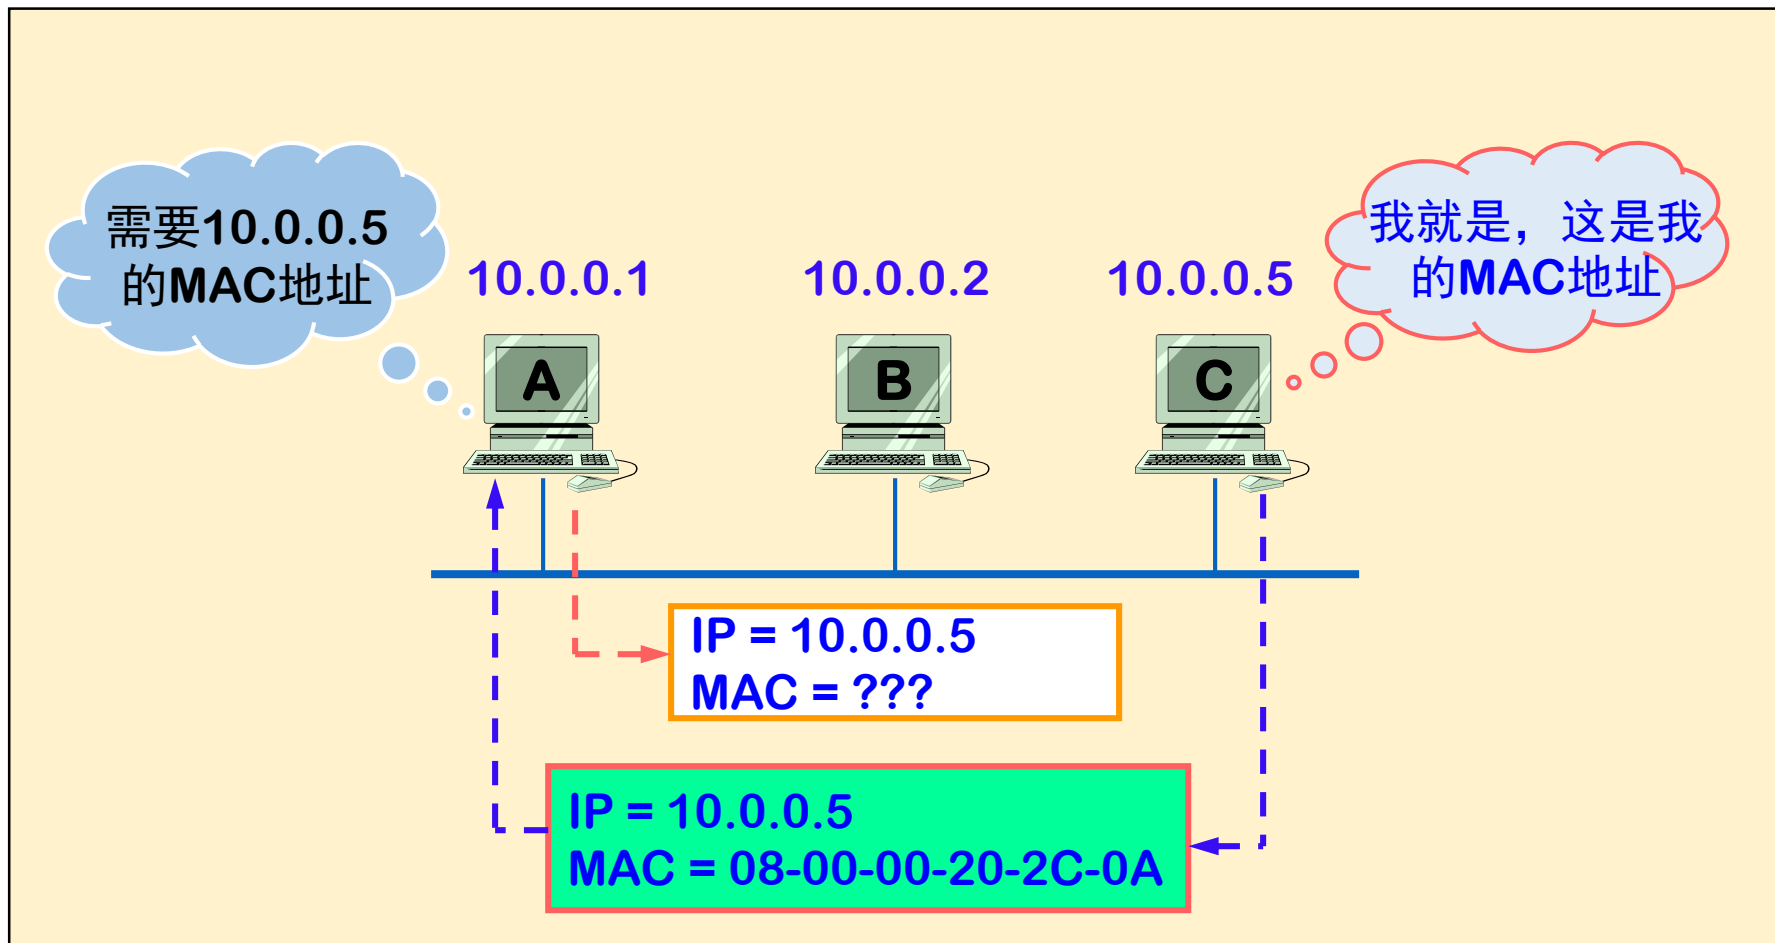 需要10.0.0.5
的MAC地址
10.0.0.1
10.0.0.2
10.0.0.5
我就是，这是我
的MAC地址
A
B
C
IP = 10.0.0.5
MAC = ???
IP = 10.0.0.5
MAC = 08-00-00-20-2C-0A